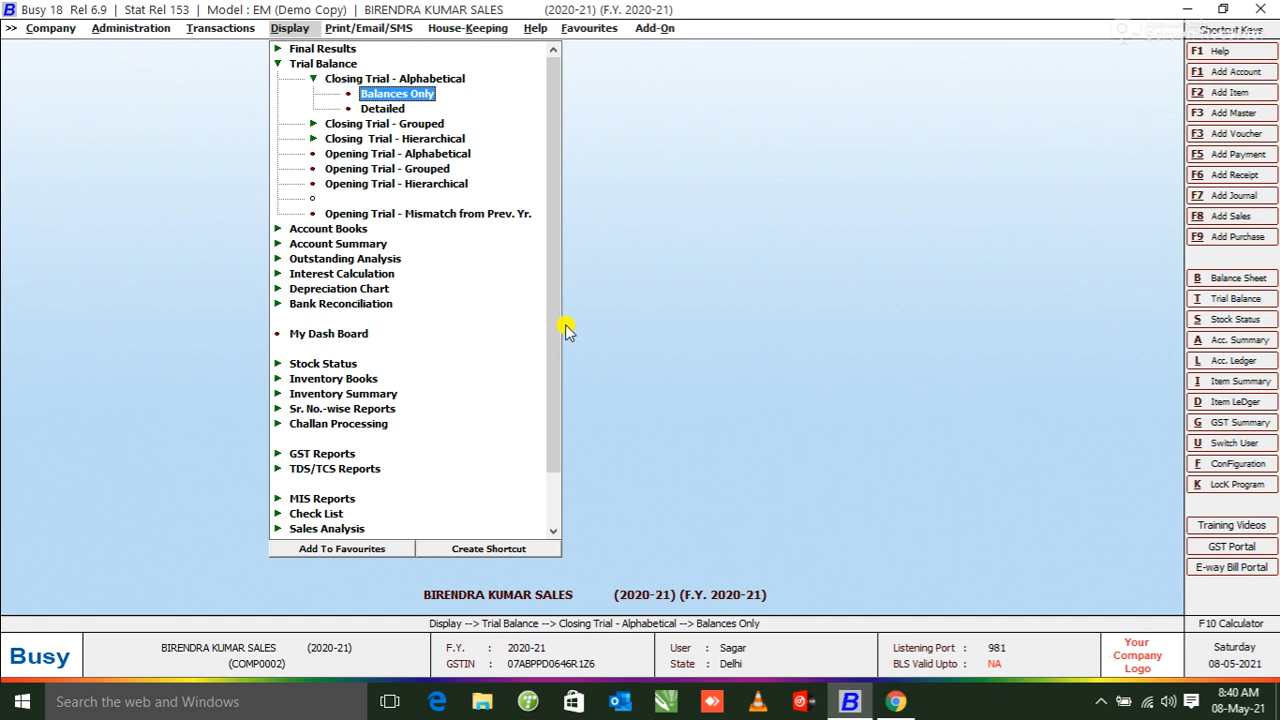 Busy 18 Rel 6.9 | Stat Rel 153 | Model : EM (Demo Copy) | BIRENDRA KUMAR SALES (2020-21) (F.Y. 2020-21)
>> Company Administration Transactions Display Print/Email/SMS House-Keeping Help Favourites Add-On
Shortcut Keys
Final Results
Trial Balance
Closing Trial - Alphabetical
Balances Only
Detailed
Closing Trial - Grouped
Closing Trial - Hierarchical
Opening Trial - Alphabetical
Opening Trial - Grouped
Opening Trial - Hierarchical
Opening Trial - Mismatch from Prev. Yr.
Account Books
Account Summary
Outstanding Analysis
Interest Calculation
Depreciation Chart
Bank Reconciliation
My Dash Board
Stock Status
Inventory Books
Inventory Summary
Sr. No.-wise Reports
Challan Processing
GST Reports
TDS/TCS Reports
MIS Reports
Check List
Sales Analysis
Add To Favourites Create Shortcut
F1 Help
F1 Add Account
F2 Add Item
F3 Add Master
F3 Add Voucher
F5 Add Payment
F6 Add Receipt
F7 Add Journal
F8 Add Sales
F9 Add Purchase
B Balance Sheet
T Trial Balance
S Stock Status
A Acc. Summary
L Acc. Ledger
I Item Summary
D Item LeDger
G GST Summary
U Switch User
F ConFiguration
K LocK Program
Training Videos
GST Portal
E-way Bill Portal
BIRENDRA KUMAR SALES (2020-21) (F.Y. 2020-21)
Display --> Trial Balance --> Closing Trial - Alphabetical --> Balances Only
F10 Calculator
Busy
BIRENDRA KUMAR SALES (2020-21)
(COMP0002)
F.Y. : 2020-21
GSTIN : 07ABPPD0646R1Z6
User : Sagar
State : Delhi
Listening Port : 981
BLS Valid Upto : NA
Your
Company
Logo
Saturday
08-05-2021
Search the web and Windows
8:40 AM
08-May-21